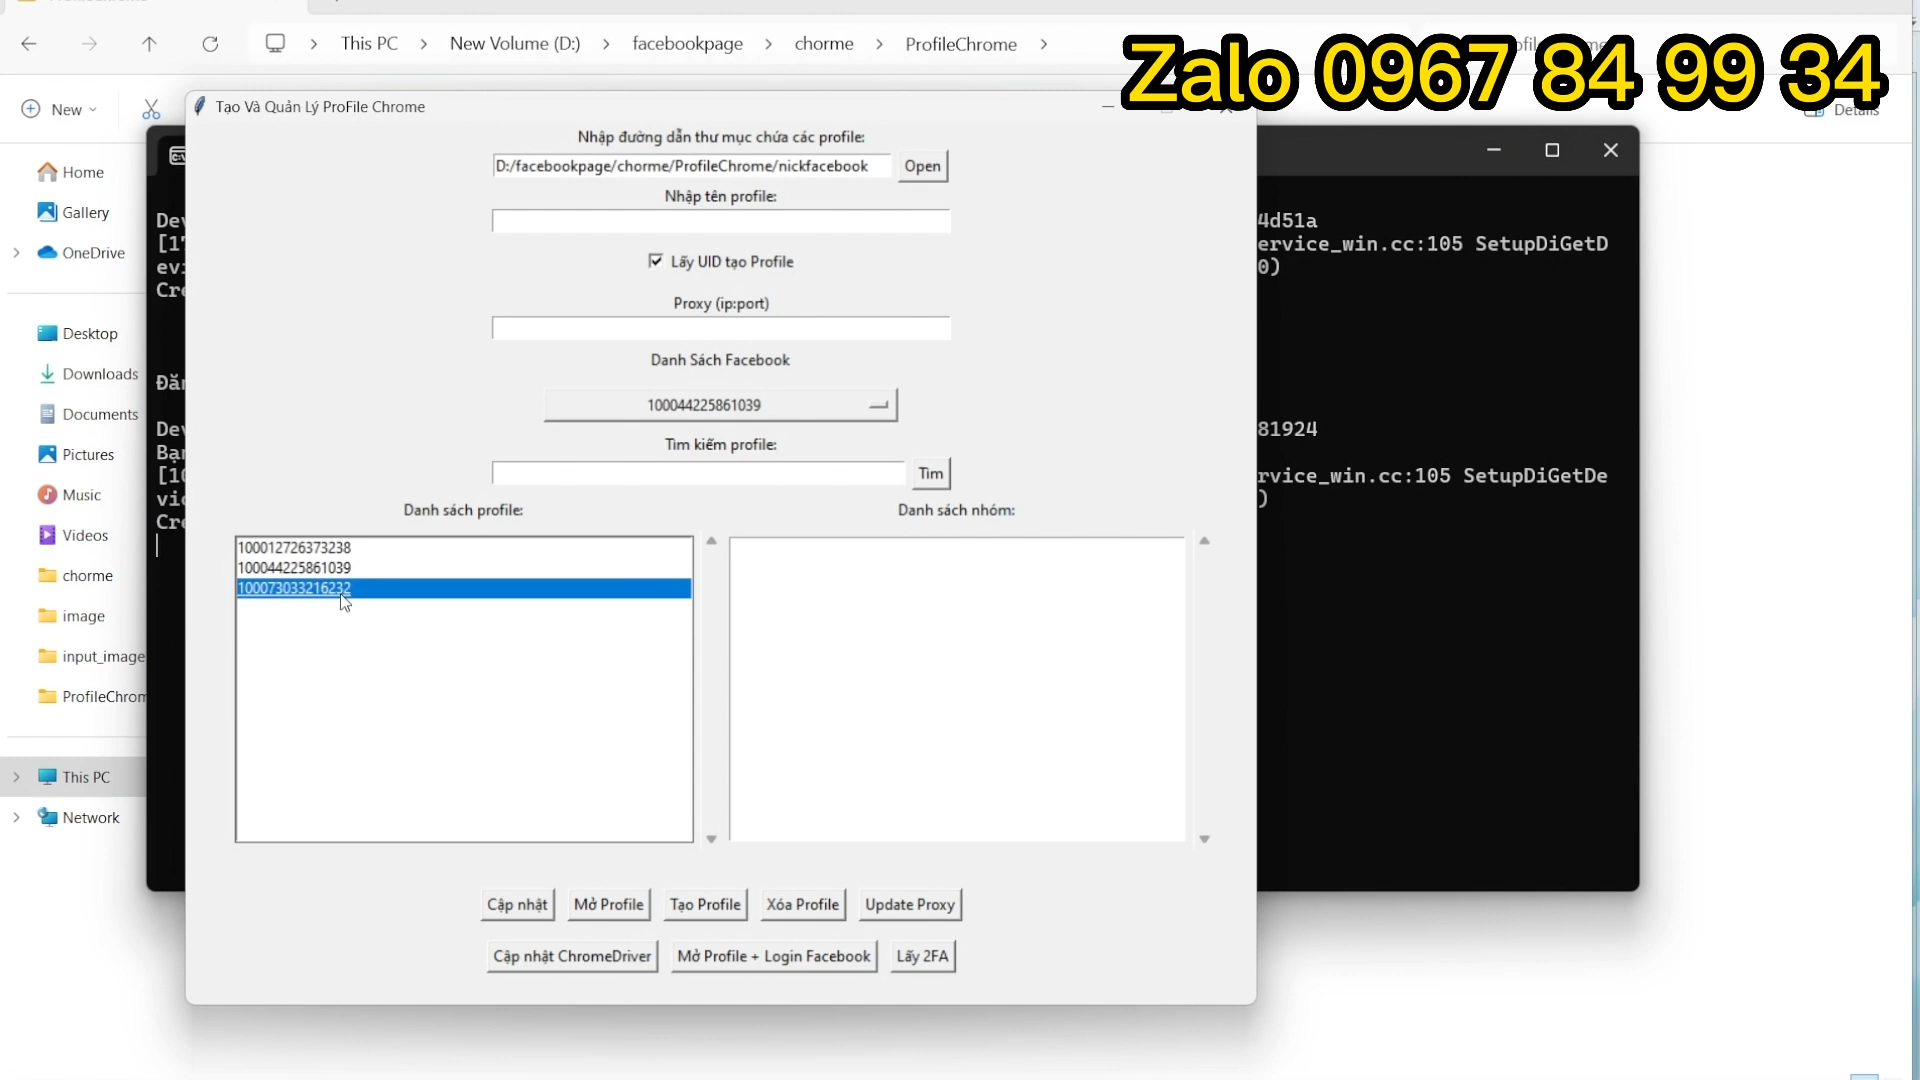 This PC > New Volume (D:) > facebookpage > chorme > ProfileChrome >
Zalo 0967 84 99 34
New
Details
Tạo Và Quản Lý ProFile Chrome
Nhập đường dẫn thư mục chứa các profile:
D:/facebookpage/chorme/ProfileChrome/nickfacebook
Open
Nhập tên profile:
Lấy UID tạo Profile
Proxy (ip:port)
Danh Sách Facebook
100044225861039
Tìm kiếm profile:
Tìm
Danh sách profile:
Danh sách nhóm:
100012726373238
100044225861039
100073033216232
Cập nhật
Mở Profile
Tạo Profile
Xóa Profile
Update Proxy
Cập nhật ChromeDriver
Mở Profile + Login Facebook
Lấy 2FA
Home
Gallery
OneDrive
Desktop
Downloads
Documents
Pictures
Music
Videos
chorme
image
input_image
ProfileChrom
This PC
Network
4d51a
ervice_win.cc:105 SetupDiGetD
0)
81924
rvice_win.cc:105 SetupDiGetDe
)